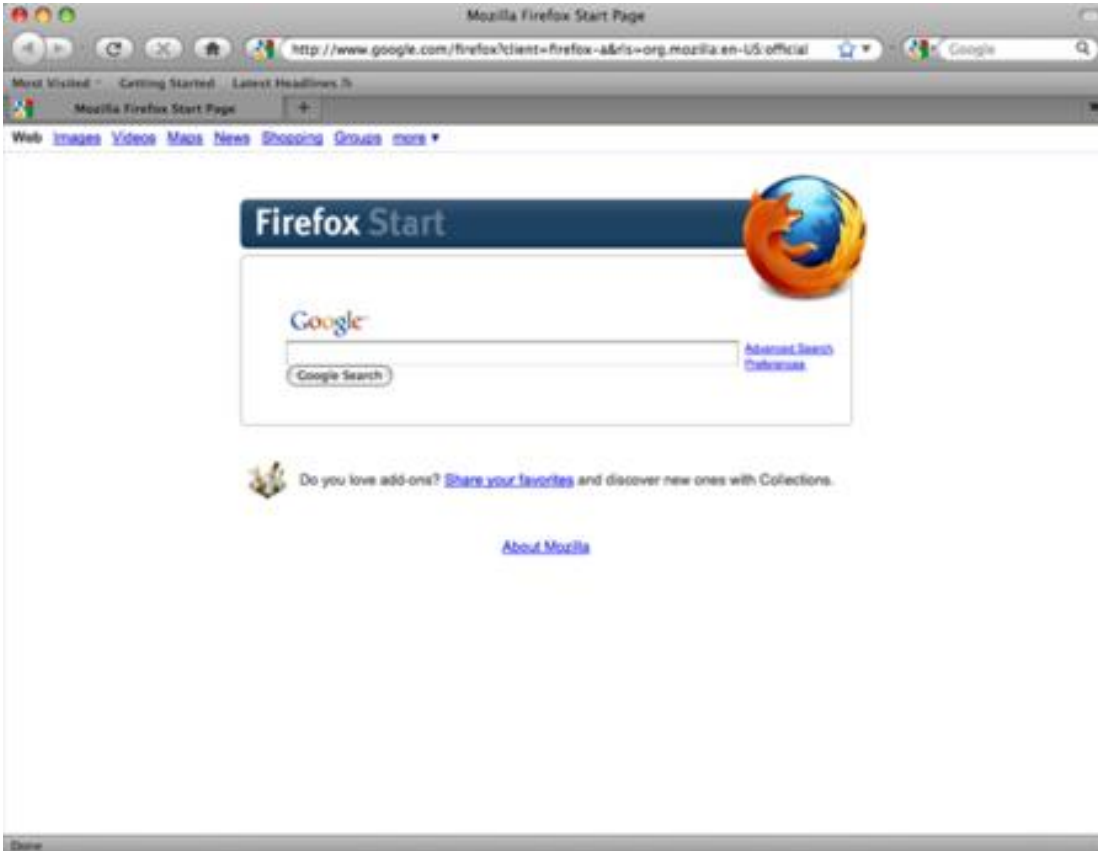 Mozilla Firefox Start Page
http://www.google.com/firefox?client=firefox-a&rls=org.mozilla:en-US:official
Google
Most Visited Getting Started Latest Headlines
Mozilla Firefox Start Page +
Web Images Videos Maps News Shopping Groups more ▼
Firefox Start
Google
Advanced Search
Preferences
Google Search
Do you love add-ons? Share your favorites and discover new ones with Collections.
About Mozilla
Done